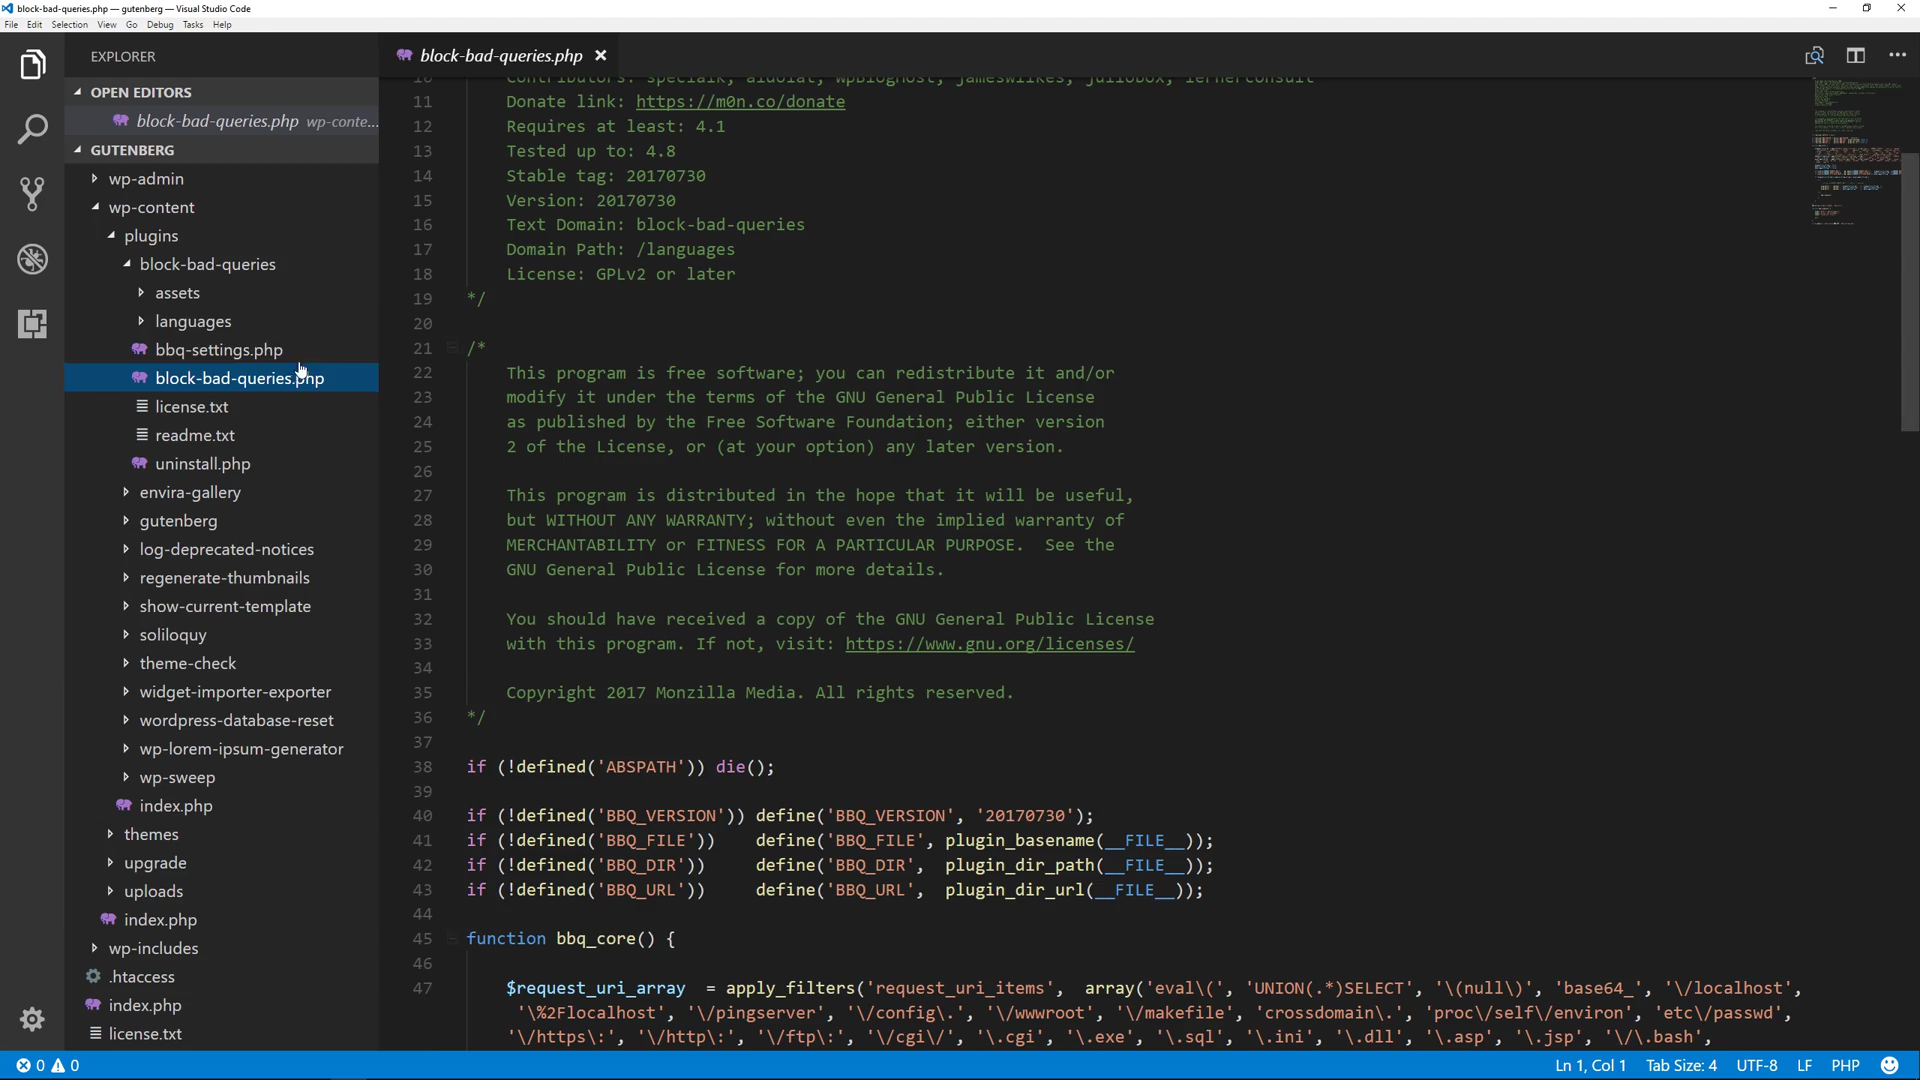 block-bad-queries.php — gutenberg — Visual Studio Code
File Edit Selection View Go Debug Tasks Help
EXPLORER
OPEN EDITORS
block-bad-queries.php wp-conte...
GUTENBERG
wp-admin
wp-content
plugins
block-bad-queries
assets
languages
bbq-settings.php
block-bad-queries.php
license.txt
readme.txt
uninstall.php
envira-gallery
gutenberg
log-deprecated-notices
regenerate-thumbnails
show-current-template
soliloquy
theme-check
widget-importer-exporter
wordpress-database-reset
wp-lorem-ipsum-generator
wp-sweep
index.php
themes
upgrade
uploads
index.php
wp-includes
.htaccess
index.php
license.txt
block-bad-queries.php
10 Contributors: specialk, aldolat, WpBlogHost, jameswilkes, juliobox, lernerconsult
11 Donate link: https://m0n.co/donate
12 Requires at least: 4.1
13 Tested up to: 4.8
14 Stable tag: 20170730
15 Version: 20170730
16 Text Domain: block-bad-queries
17 Domain Path: /languages
18 License: GPLv2 or later
19 */
20
21 /*
22 This program is free software; you can redistribute it and/or
23 modify it under the terms of the GNU General Public License
24 as published by the Free Software Foundation; either version
25 2 of the License, or (at your option) any later version.
26
27 This program is distributed in the hope that it will be useful,
28 but WITHOUT ANY WARRANTY; without even the implied warranty of
29 MERCHANTABILITY or FITNESS FOR A PARTICULAR PURPOSE.  See the
30 GNU General Public License for more details.
31
32 You should have received a copy of the GNU General Public License
33 with this program. If not, visit: https://www.gnu.org/licenses/
34
35 Copyright 2017 Monzilla Media. All rights reserved.
36 */
37
38 if (!defined('ABSPATH')) die();
39
40 if (!defined('BBQ_VERSION')) define('BBQ_VERSION', '20170730');
41 if (!defined('BBQ_FILE'))    define('BBQ_FILE', plugin_basename(__FILE__));
42 if (!defined('BBQ_DIR'))     define('BBQ_DIR',  plugin_dir_path(__FILE__));
43 if (!defined('BBQ_URL'))     define('BBQ_URL',  plugin_dir_url(__FILE__));
44
45 function bbq_core() {
46
47 $request_uri_array  = apply_filters('request_uri_items',  array('eval\(', 'UNION(.*)SELECT', '\(null\)', 'base64_', '\/localhost',
'\%2Flocalhost', '\/pingserver', '\/config\.', '\/wwwroot', '\/makefile', 'crossdomain\.', 'proc\/self\/environ', 'etc\/passwd',
'\/https\:', '\/http\:', '\/ftp\:', '\/cgi\/', '\.cgi', '\.exe', '\.sql', '\.ini', '\.dll', '\.asp', '\.jsp', '\/\.bash',
0 0 Ln 1, Col 1 Tab Size: 4 UTF-8 LF PHP